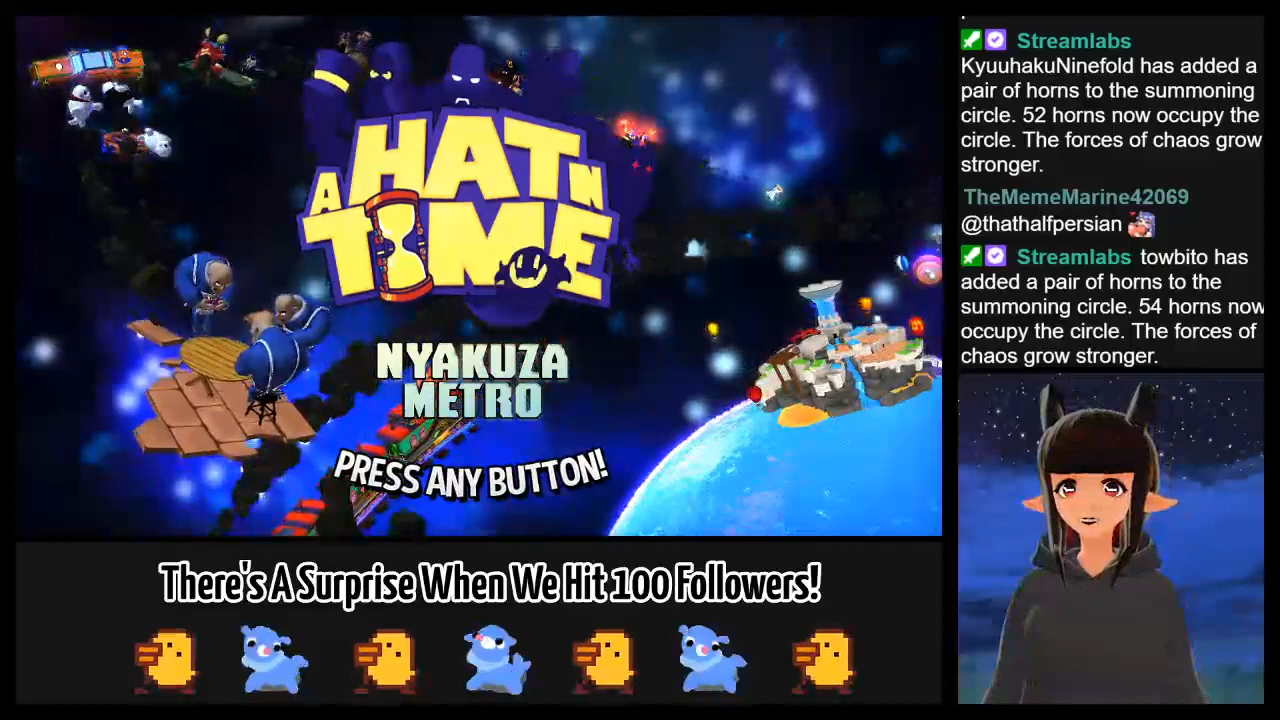 A HAT IN
TIME
NYAKUZA
METRO
PRESS ANY BUTTON!
There's A Surprise When We Hit 100 Followers!
Streamlabs
KyuuhakuNinefold has added a
pair of horns to the summoning
circle. 52 horns now occupy the
circle. The forces of chaos grow
stronger.
TheMemeMarine42069
@thathalfpersian
Streamlabs towbito has
added a pair of horns to the
summoning circle. 54 horns now
occupy the circle. The forces of
chaos grow stronger.